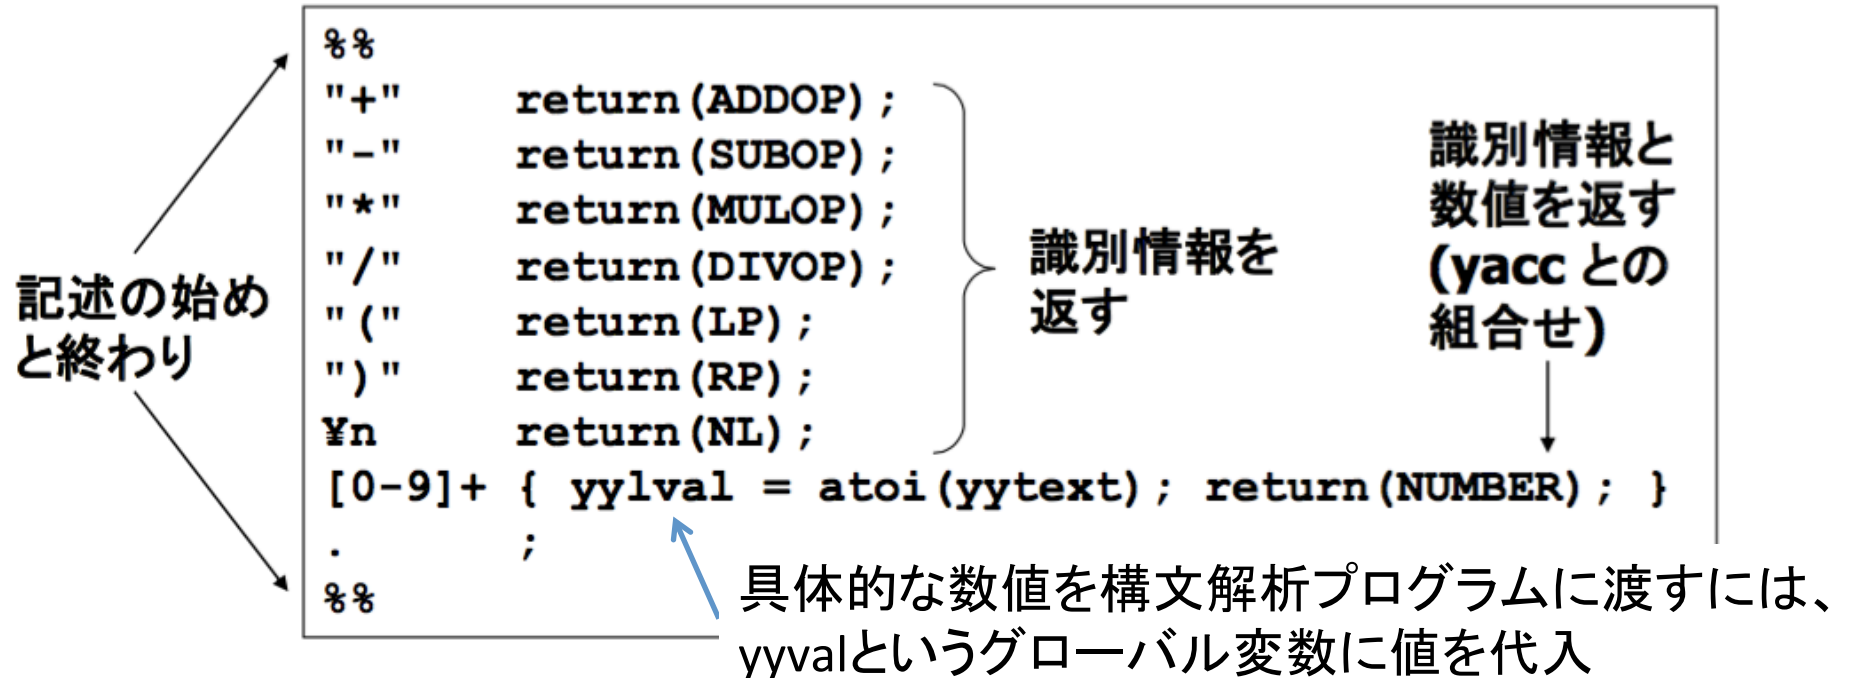 %%
"+" return(ADDOP);
"-" return(SUBOP);
"*" return(MULOP);
"/" return(DIVOP);
"(" return(LP);
")" return(RP);
¥n return(NL);
[0-9]+ { yylval = atoi(yytext); return(NUMBER); }
. ;
%%
記述の始め
と終わり
識別情報を
返す
識別情報と
数値を返す
(yacc との
組合せ)
具体的な数値を構文解析プログラムに渡すには、
yyvalというグローバル変数に値を代入